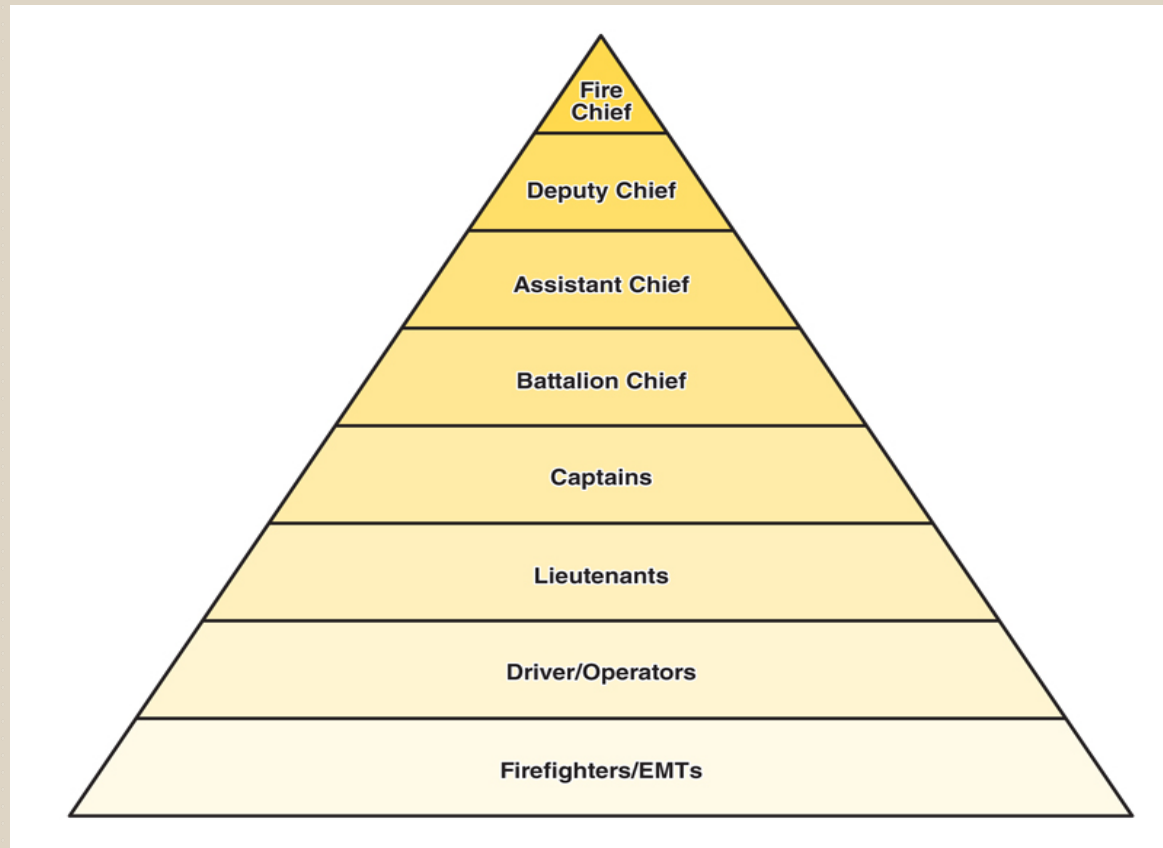 Fire
Chief
Deputy Chief
Assistant Chief
Battalion Chief
Captains
Lieutenants
Driver/Operators
Firefighters/EMTs